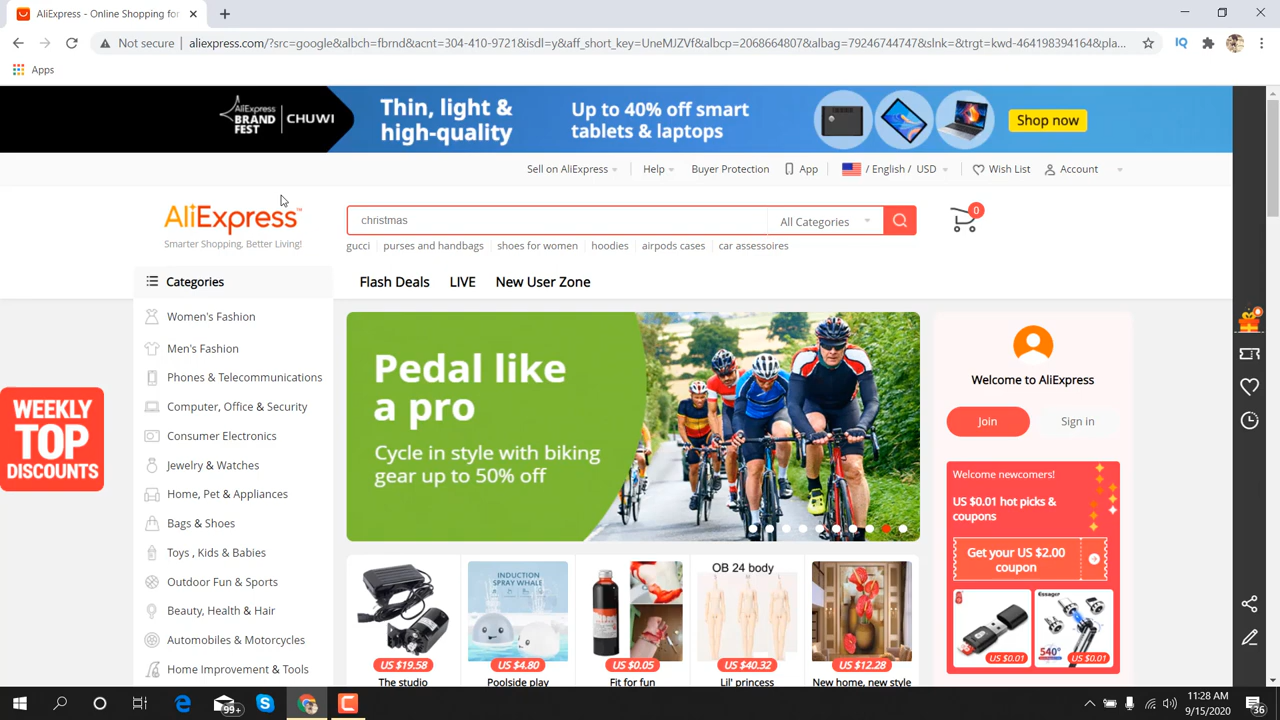 AliExpress - Online Shopping for
Not secure
aliexpress.com/?src=google&albch=fbrnd&acnt=304-410-9721&isdl=y&aff_short_key=UneMJZVf&albcp=2068664807&albag=79246744747&slnk=&trgt=kwd-464198394164&pla...
IQ
Apps
AliExpress
BRAND
FEST
CHUWI
Thin, light &
high-quality
Up to 40% off smart
tablets & laptops
Shop now
Sell on AliExpress
Help
Buyer Protection
App
/ English / USD
Wish List
Account
AliExpress™
Smarter Shopping, Better Living!
christmas
All Categories
0
gucci
purses and handbags
shoes for women
hoodies
airpods cases
car assessoires
Categories
Flash Deals
LIVE
New User Zone
Women's Fashion
Men's Fashion
Phones & Telecommunications
Computer, Office & Security
Consumer Electronics
Jewelry & Watches
Home, Pet & Appliances
Bags & Shoes
Toys , Kids & Babies
Outdoor Fun & Sports
Beauty, Health & Hair
Automobiles & Motorcycles
Home Improvement & Tools
WEEKLY
TOP
DISCOUNTS
Pedal like
a pro
Cycle in style with biking
gear up to 50% off
Welcome to AliExpress
Join
Sign in
Welcome newcomers!
US $0.01 hot picks &
coupons
Get your US $2.00
coupon
Essager
540°
US $0.01
US $0.01
INDUCTION
SPRAY WHALE
OB 24 body
US $19.58
US $4.80
US $0.05
US $40.32
US $12.28
The studio
Poolside play
Fit for fun
Lil' princess
New home, new style
99+
11:28 AM
9/15/2020
36